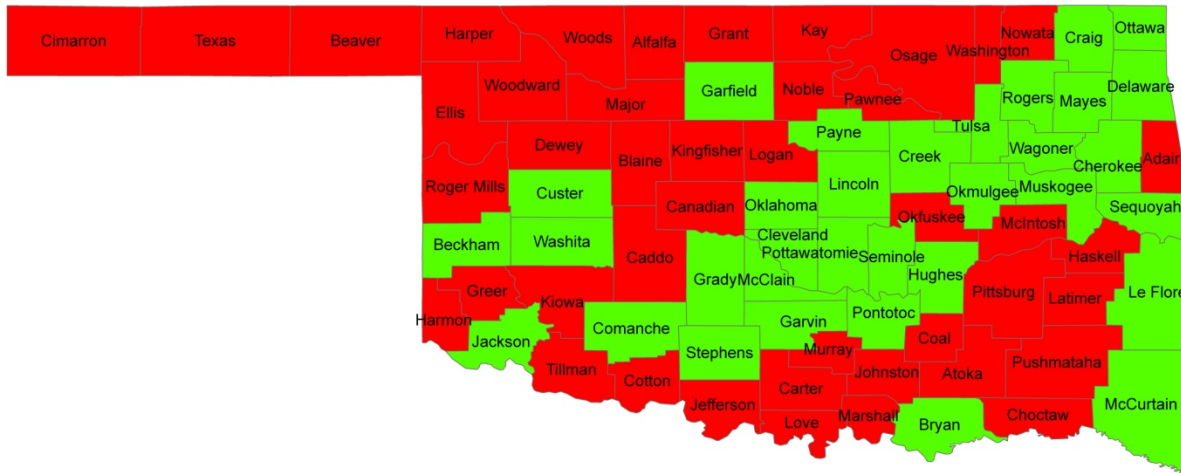 Cimarron
Texas
Beaver
Harper
Woods
Alfalfa
Grant
Kay
Osage
Washington
Nowata
Craig
Ottawa
Woodward
Ellis
Major
Garfield
Noble
Pawnee
Rogers
Mayes
Delaware
Dewey
Blaine
Kingfisher
Logan
Payne
Tulsa
Creek
Wagoner
Cherokee
Adair
Roger Mills
Custer
Canadian
Oklahoma
Lincoln
Okmulgee
Muskogee
Okfuskee
McIntosh
Sequoyah
Beckham
Washita
Caddo
Cleveland
Pottawatomie
Seminole
Hughes
Haskell
Grady
McClain
Greer
Kiowa
Pittsburg
Latimer
Le Flore
Harmon
Jackson
Comanche
Garvin
Pontotoc
Coal
Stephens
Murray
Tillman
Cotton
Carter
Johnston
Atoka
Pushmataha
Jefferson
Love
Marshall
Bryan
Choctaw
McCurtain